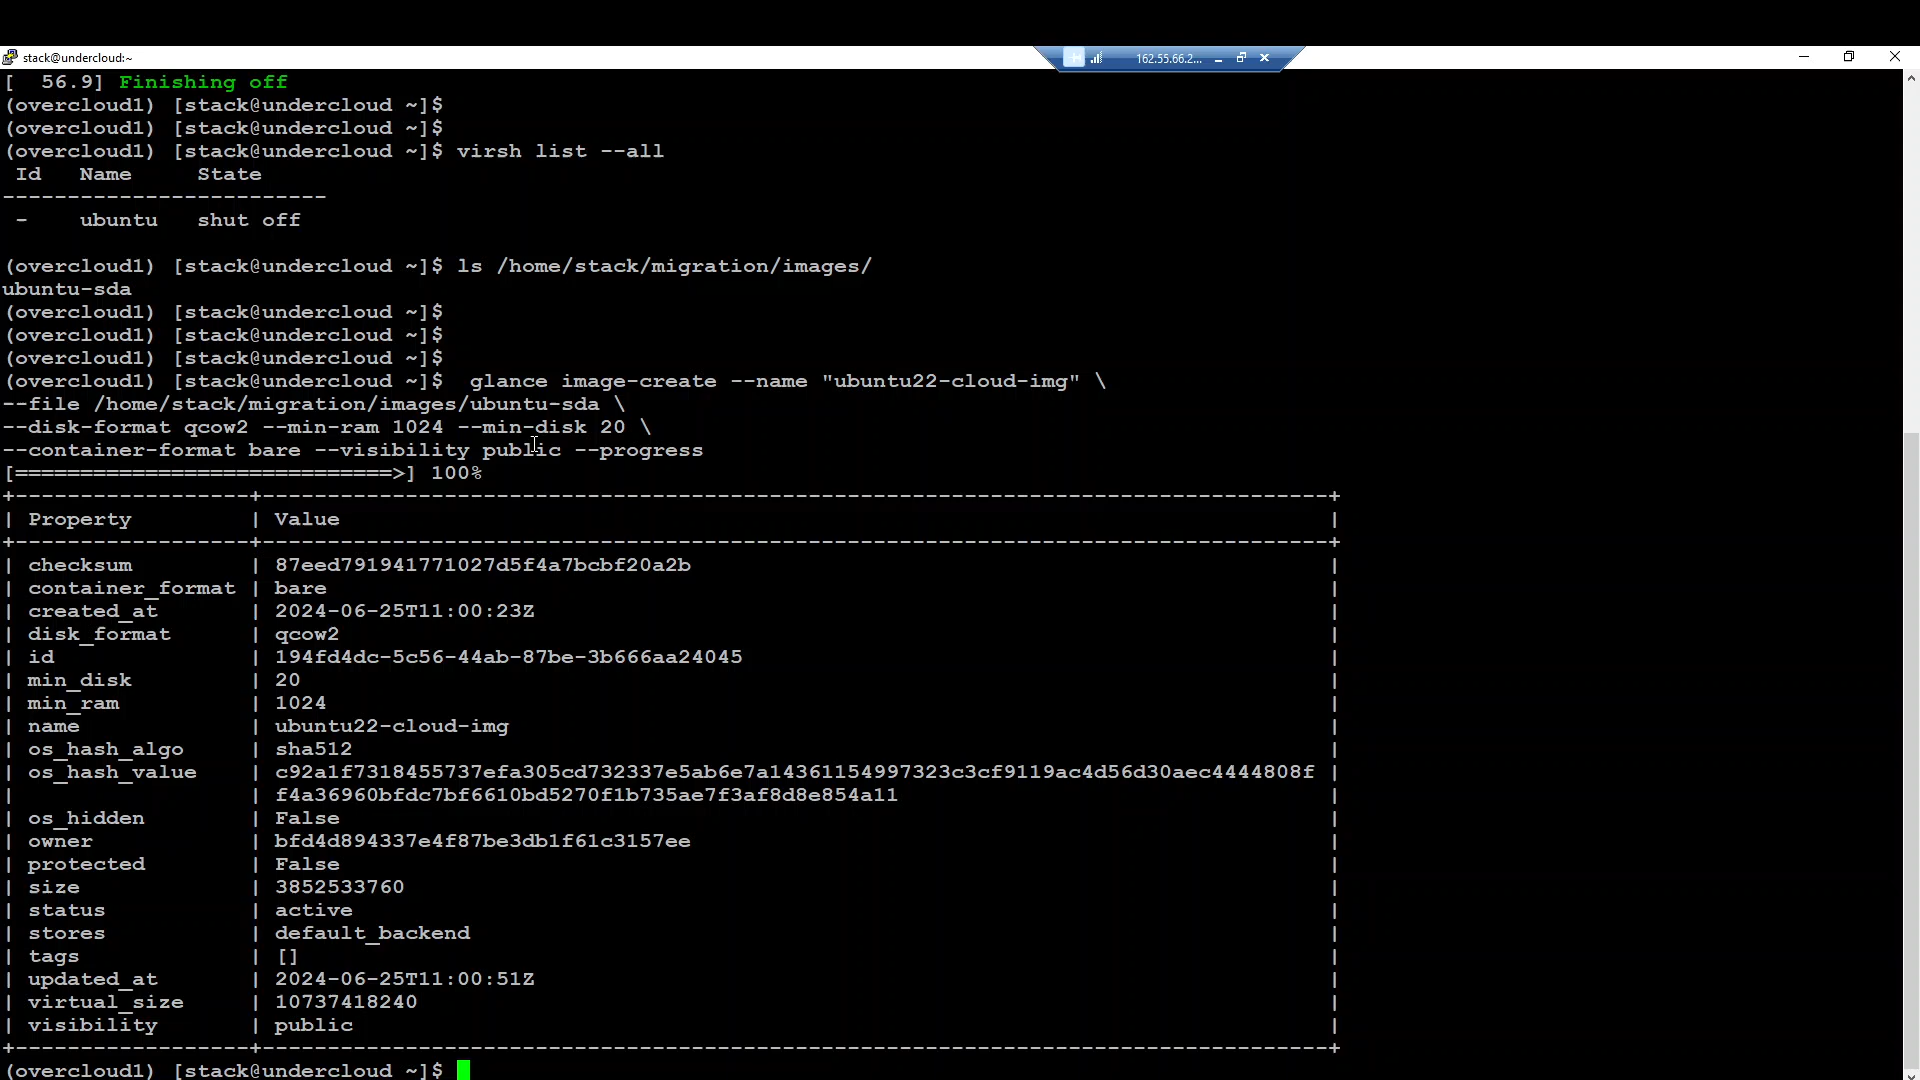 stack@undercloud:~
162.55.66.2...
[  56.9] Finishing off
(overcloud1) [stack@undercloud ~]$
(overcloud1) [stack@undercloud ~]$
(overcloud1) [stack@undercloud ~]$ virsh list --all
 Id   Name     State
-------------------------
 -    ubuntu   shut off
(overcloud1) [stack@undercloud ~]$ ls /home/stack/migration/images/
ubuntu-sda
(overcloud1) [stack@undercloud ~]$
(overcloud1) [stack@undercloud ~]$
(overcloud1) [stack@undercloud ~]$
(overcloud1) [stack@undercloud ~]$  glance image-create --name "ubuntu22-cloud-img" \
--file /home/stack/migration/images/ubuntu-sda \
--disk-format qcow2 --min-ram 1024 --min-disk 20 \
--container-format bare --visibility public --progress
[=============================>] 100%
+------------------+----------------------------------------------------------------------------------+
| Property         | Value                                                                            |
+------------------+----------------------------------------------------------------------------------+
| checksum         | 87eed791941771027d5f4a7bcbf20a2b                                                 |
| container_format | bare                                                                             |
| created_at       | 2024-06-25T11:00:23Z                                                             |
| disk_format      | qcow2                                                                            |
| id               | 194fd4dc-5c56-44ab-87be-3b666aa24045                                             |
| min_disk         | 20                                                                               |
| min_ram          | 1024                                                                             |
| name             | ubuntu22-cloud-img                                                               |
| os_hash_algo     | sha512                                                                           |
| os_hash_value    | c92a1f7318455737efa305cd732337e5ab6e7a14361154997323c3cf9119ac4d56d30aec4444808f |
|                  | f4a36960bfdc7bf6610bd5270f1b735ae7f3af8d8e854a11                                 |
| os_hidden        | False                                                                            |
| owner            | bfd4d894337e4f87be3db1f61c3157ee                                                 |
| protected        | False                                                                            |
| size             | 3852533760                                                                       |
| status           | active                                                                           |
| stores           | default_backend                                                                  |
| tags             | []                                                                               |
| updated_at       | 2024-06-25T11:00:51Z                                                             |
| virtual_size     | 10737418240                                                                      |
| visibility       | public                                                                           |
+------------------+----------------------------------------------------------------------------------+
(overcloud1) [stack@undercloud ~]$